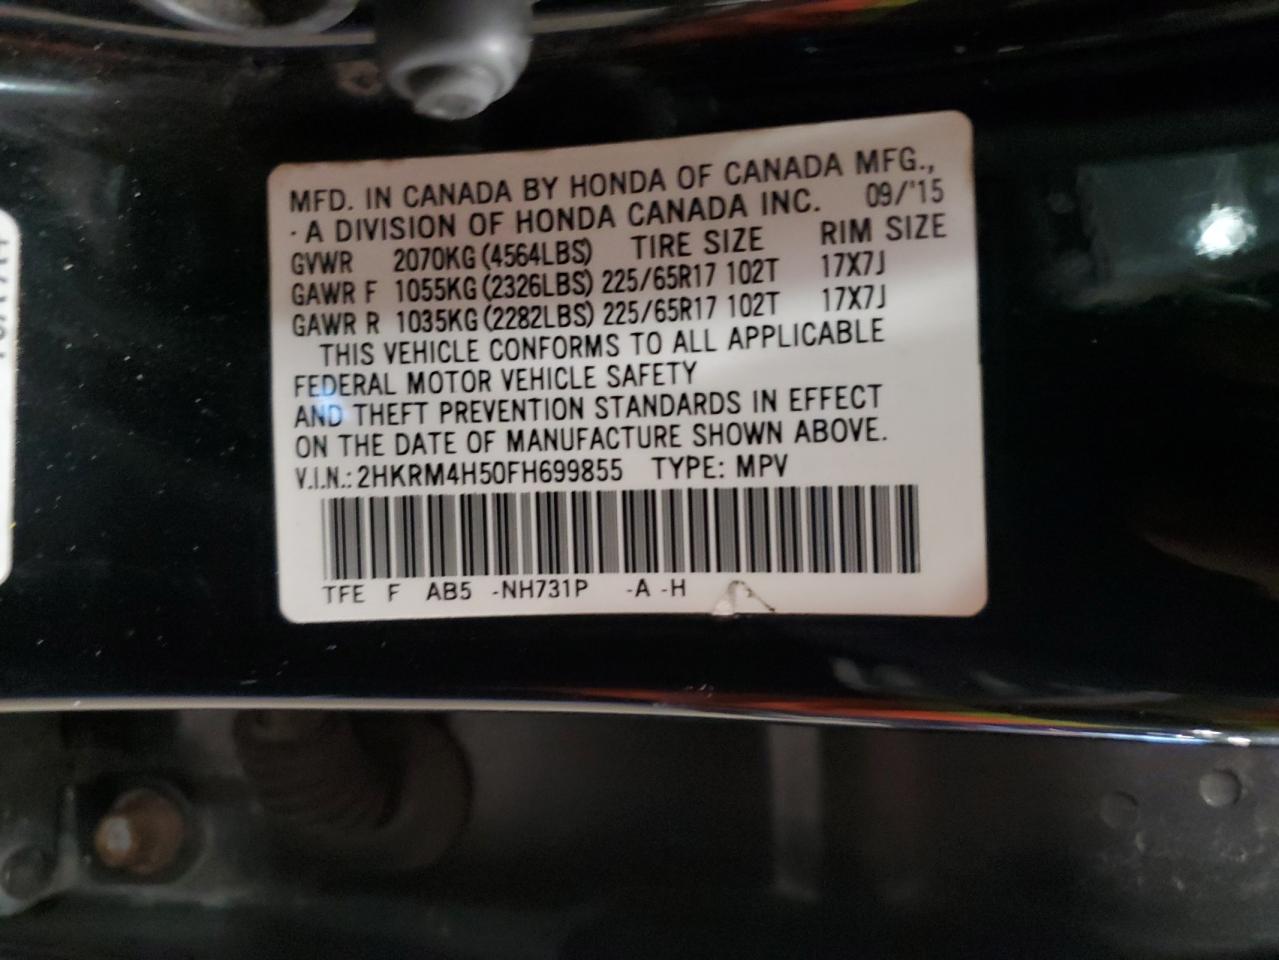 MFD. IN CANADA BY HONDA OF CANADA MFG.,
· A DIVISION OF HONDA CANADA INC. 09/'15
GVWR 2070KG (4564LBS) TIRE SIZE RIM SIZE
GAWR F 1055KG (2326LBS) 225/65R17 102T 17X7J
GAWR R 1035KG (2282LBS) 225/65R17 102T 17X7J
THIS VEHICLE CONFORMS TO ALL APPLICABLE
FEDERAL MOTOR VEHICLE SAFETY
AND THEFT PREVENTION STANDARDS IN EFFECT
ON THE DATE OF MANUFACTURE SHOWN ABOVE.
V.I.N.: 2HKRM4H50FH699855 TYPE: MPV
TFE F AB5 -NH731P -A -H